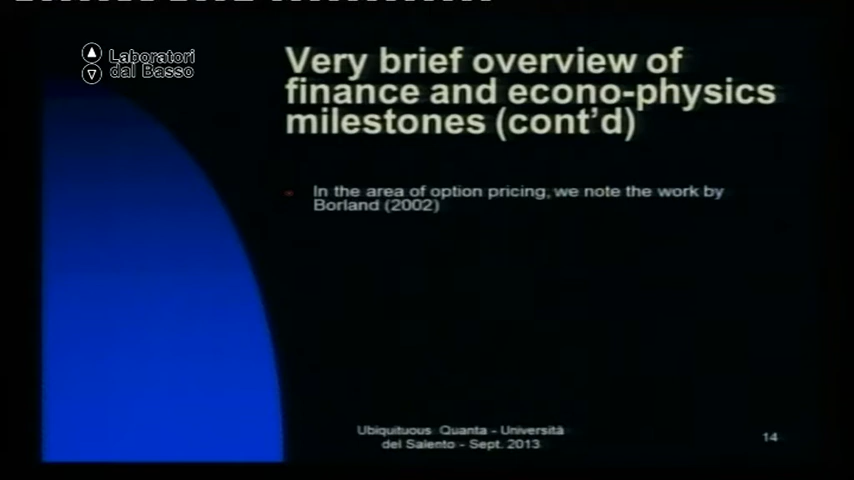 Laboratori
dal Basso
Very brief overview of
finance and econo-physics
milestones (cont'd)
In the area of option pricing, we note the work by
Borland (2002)
Ubiquituous Quanta - Università
del Salento - Sept. 2013
14